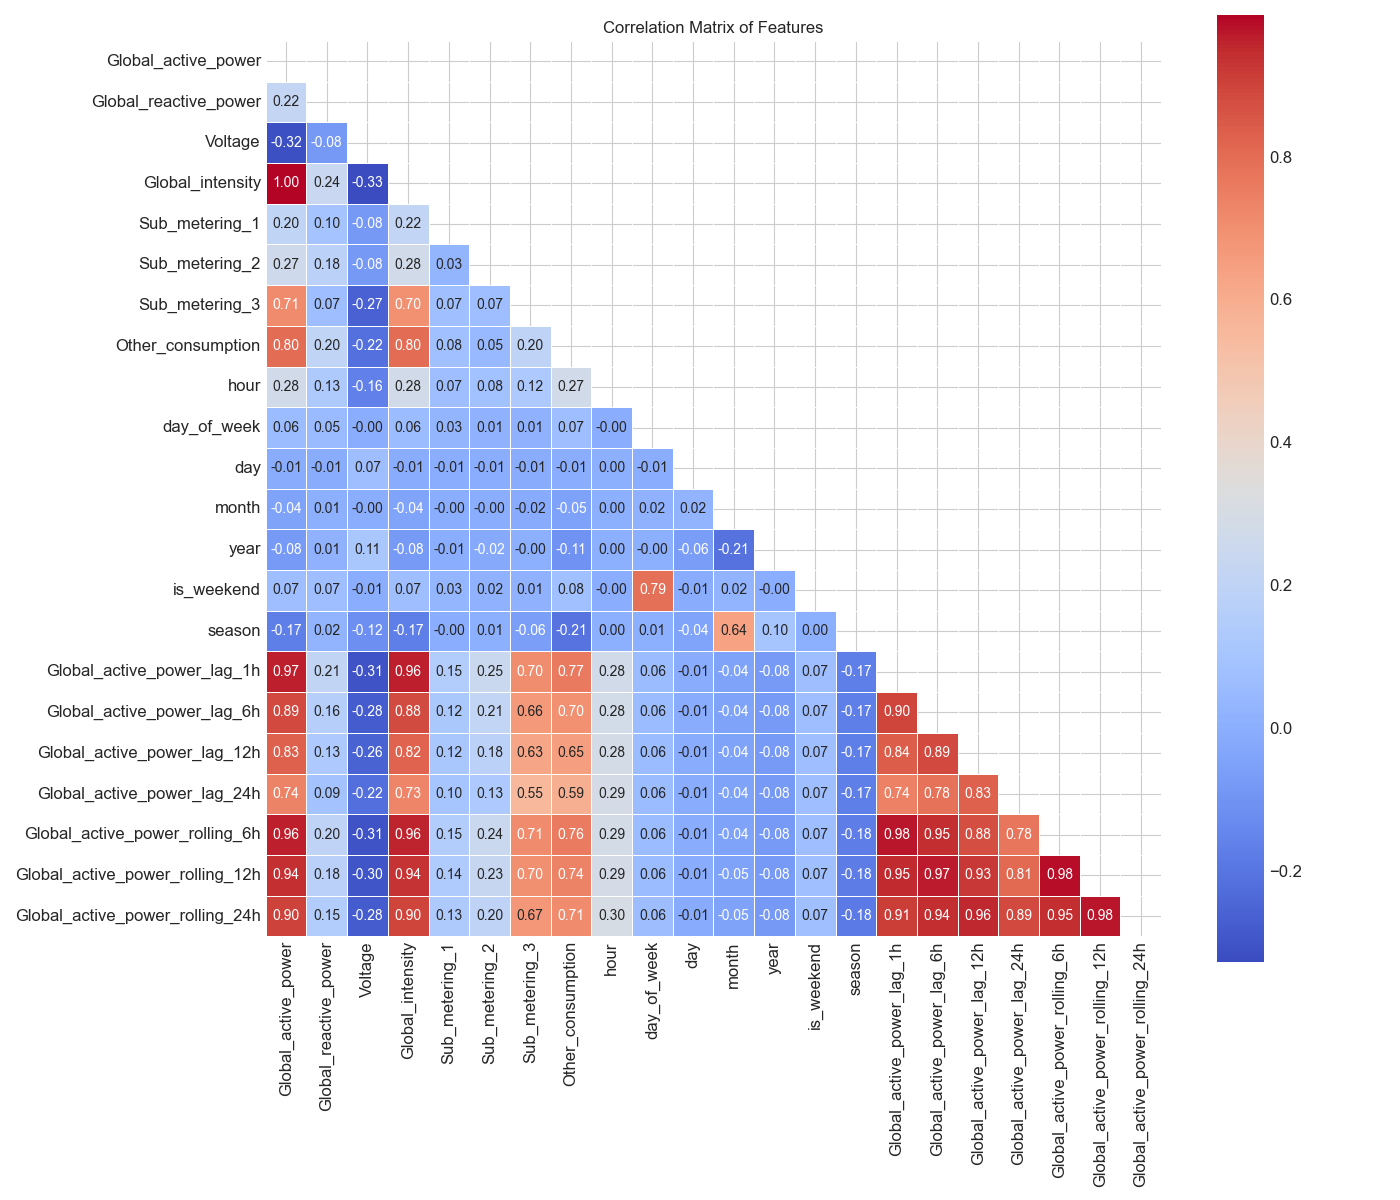 Correlation Matrix of Features
Global_active_power
Global_reactive_power 0.22
Voltage -0.32 -0.08
Global_intensity 1.00 0.24 -0.33
Sub_metering_1 0.20 0.10 -0.08 0.22
Sub_metering_2 0.27 0.18 -0.08 0.28 0.03
Sub_metering_3 0.71 0.07 -0.27 0.70 0.07 0.07
Other_consumption 0.80 0.20 -0.22 0.80 0.08 0.05 0.20
hour 0.28 0.13 -0.16 0.28 0.07 0.08 0.12 0.27
day_of_week 0.06 0.05 -0.00 0.06 0.03 0.01 0.01 0.07 -0.00
day -0.01 -0.01 0.07 -0.01 -0.01 -0.01 -0.01 -0.01 0.00 -0.01
month -0.04 0.01 -0.00 -0.04 -0.00 -0.00 -0.02 -0.05 0.00 0.02 0.02
year -0.08 0.01 0.11 -0.08 -0.01 -0.02 -0.00 -0.11 0.00 -0.00 -0.06 -0.21
is_weekend 0.07 0.07 -0.01 0.07 0.03 0.02 0.01 0.08 -0.00 0.79 -0.01 0.02 -0.00
season -0.17 0.02 -0.12 -0.17 -0.00 0.01 -0.06 -0.21 0.00 0.01 -0.04 0.64 0.10 0.00
Global_active_power_lag_1h 0.97 0.21 -0.31 0.96 0.15 0.25 0.70 0.77 0.28 0.06 -0.01 -0.04 -0.08 0.07 -0.17
Global_active_power_lag_6h 0.89 0.16 -0.28 0.88 0.12 0.21 0.66 0.70 0.28 0.06 -0.01 -0.04 -0.08 0.07 -0.17 0.90
Global_active_power_lag_12h 0.83 0.13 -0.26 0.82 0.12 0.18 0.63 0.65 0.28 0.06 -0.01 -0.04 -0.08 0.07 -0.17 0.84 0.89
Global_active_power_lag_24h 0.74 0.09 -0.22 0.73 0.10 0.13 0.55 0.59 0.29 0.06 -0.01 -0.04 -0.08 0.07 -0.17 0.74 0.78 0.83
Global_active_power_rolling_6h 0.96 0.20 -0.31 0.96 0.15 0.24 0.71 0.76 0.29 0.06 -0.01 -0.04 -0.08 0.07 -0.18 0.98 0.95 0.88 0.78
Global_active_power_rolling_12h 0.94 0.18 -0.30 0.94 0.14 0.23 0.70 0.74 0.29 0.06 -0.01 -0.05 -0.08 0.07 -0.18 0.95 0.97 0.93 0.81 0.98
Global_active_power_rolling_24h 0.90 0.15 -0.28 0.90 0.13 0.20 0.67 0.71 0.30 0.06 -0.01 -0.05 -0.08 0.07 -0.18 0.91 0.94 0.96 0.89 0.95 0.98
Global_active_power
Global_reactive_power
Voltage
Global_intensity
Sub_metering_1
Sub_metering_2
Sub_metering_3
Other_consumption
hour
day_of_week
day
month
year
is_weekend
season
Global_active_power_lag_1h
Global_active_power_lag_6h
Global_active_power_lag_12h
Global_active_power_lag_24h
Global_active_power_rolling_6h
Global_active_power_rolling_12h
Global_active_power_rolling_24h
0.8
0.6
0.4
0.2
0.0
−0.2